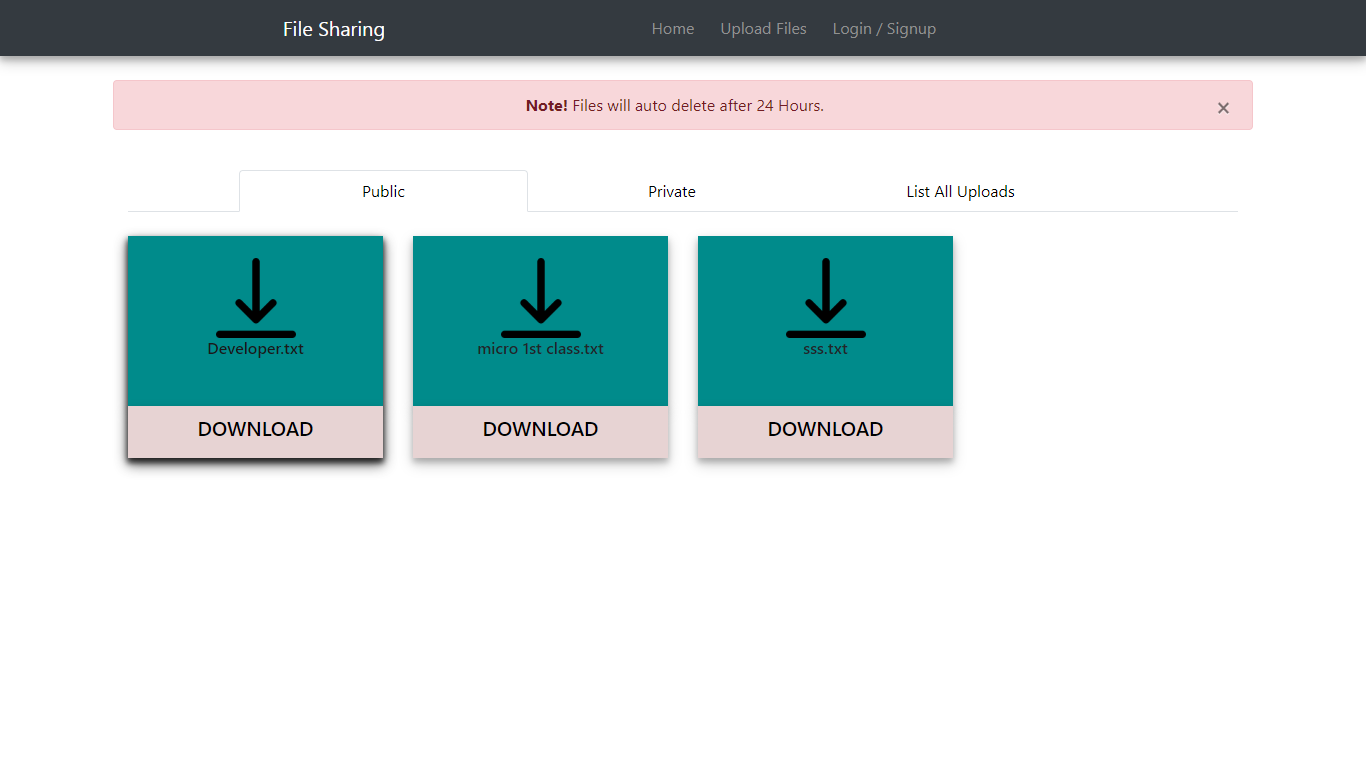 File Sharing
Home Upload Files Login / Signup
Note! Files will auto delete after 24 Hours.
×
Public Private List All Uploads
Developer.txt
DOWNLOAD
micro 1st class.txt
DOWNLOAD
sss.txt
DOWNLOAD